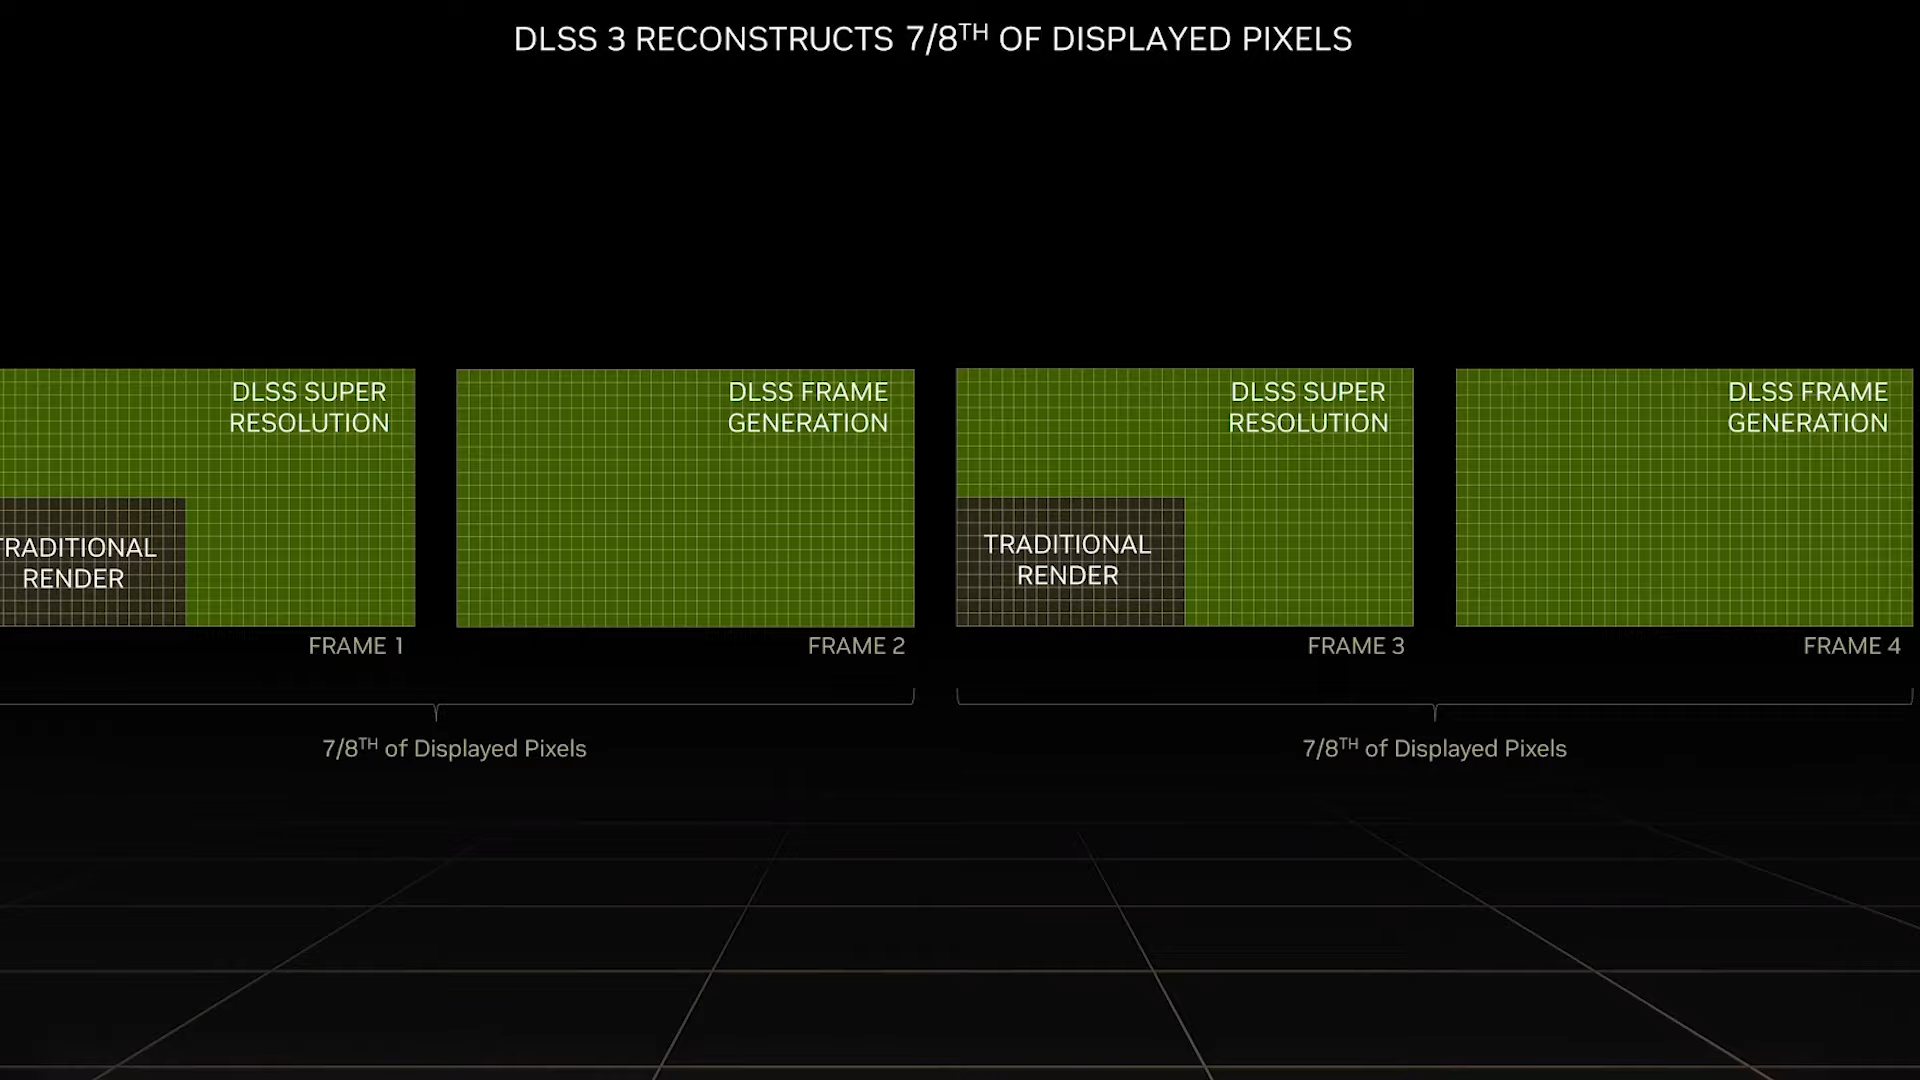 DLSS 3 RECONSTRUCTS 7/8TH OF DISPLAYED PIXELS
DLSS SUPER
RESOLUTION
TRADITIONAL
RENDER
FRAME 1
DLSS FRAME
GENERATION
FRAME 2
DLSS SUPER
RESOLUTION
TRADITIONAL
RENDER
FRAME 3
DLSS FRAME
GENERATION
FRAME 4
7/8TH of Displayed Pixels
7/8TH of Displayed Pixels